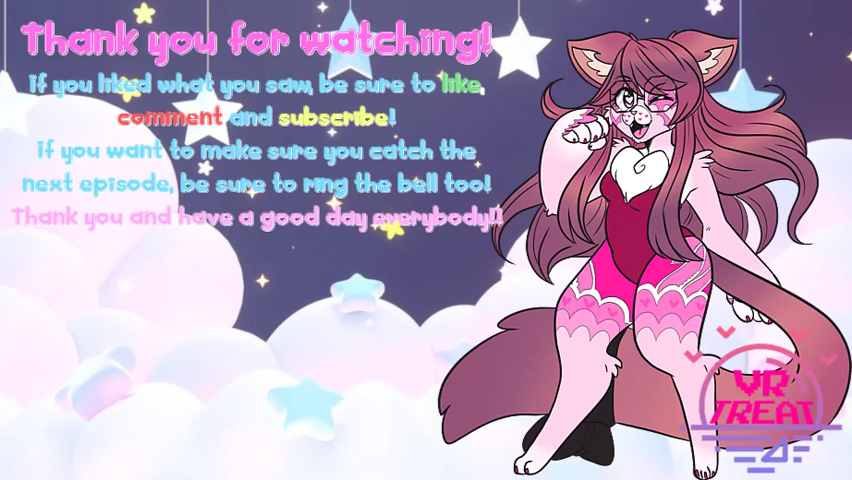 Thank you for watching!
if you liked what you saw, be sure to like,
comment and subscribe!
if you want to make sure you catch the
next episode, be sure to ring the bell too!
Thank you and have a good day everybody!!
VR
TREAT